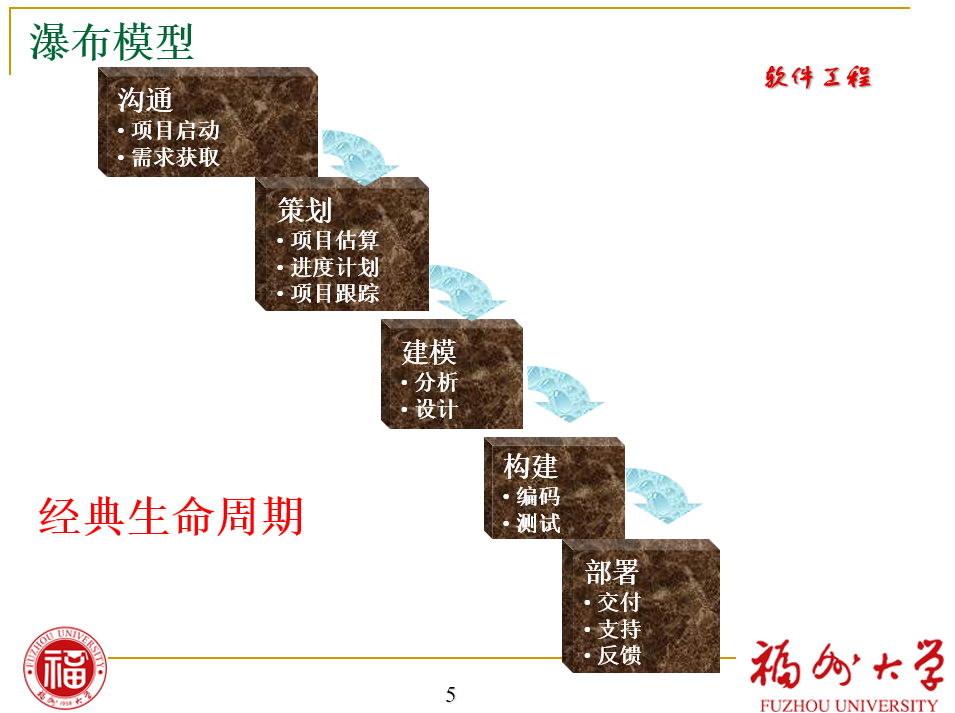 瀑布模型
软件工程
沟通
• 项目启动
• 需求获取
策划
• 项目估算
• 进度计划
• 项目跟踪
建模
• 分析
• 设计
构建
• 编码
• 测试
经典生命周期
部署
• 交付
• 支持
• 反馈
FUZHOU UNIVERSITY
福
福州大学
1958
福州大学
FUZHOU UNIVERSITY
5